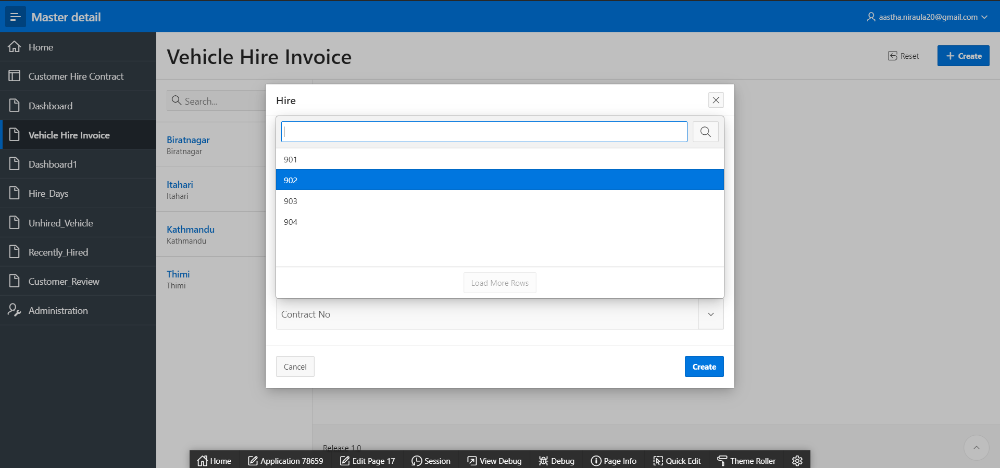 Master detail
aastha.niraula20@gmail.com
Home
Customer Hire Contract
Dashboard
Vehicle Hire Invoice
Dashboard1
Hire_Days
Unhired_Vehicle
Recently_Hired
Customer_Review
Administration
Vehicle Hire Invoice
Reset
Create
Search...
Biratnagar
Biratnagar
Itahari
Itahari
Kathmandu
Kathmandu
Thimi
Thimi
Hire
901
902
903
904
Load More Rows
Contract No
Cancel
Create
Release 1.0
Home
Application 78659
Edit Page 17
Session
View Debug
Debug
Page Info
Quick Edit
Theme Roller